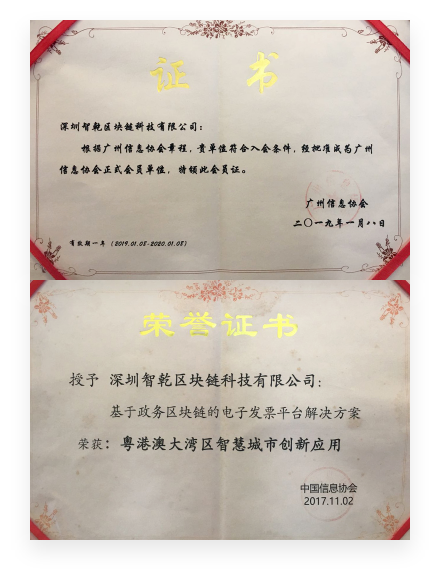 证 书
深圳智乾区块链科技有限公司：
根据广州信息协会章程，贵单位符合入会条件，经批准成为广州
信息协会正式会员单位，特颁此会员证。
广州信息协会
二〇一九年一月八日
有效期一年（2019.01.08-2020.01.08）
荣誉证书
授予 深圳智乾区块链科技有限公司：
基于政务区块链的电子发票平台解决方案
荣获：粤港澳大湾区智慧城市创新应用
中国信息协会
2017.11.02